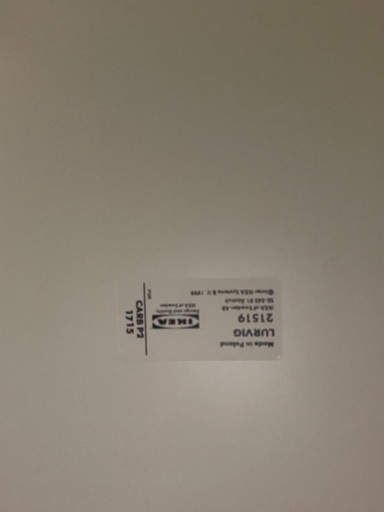 Made in Poland
LURVIG
21519
IKEA of Sweden AB
SE-343 81 Älmhult
©Inter IKEA Systems B.V. 1999
IKEA
Design and Quality
IKEA of Sweden
CARB P2
1715